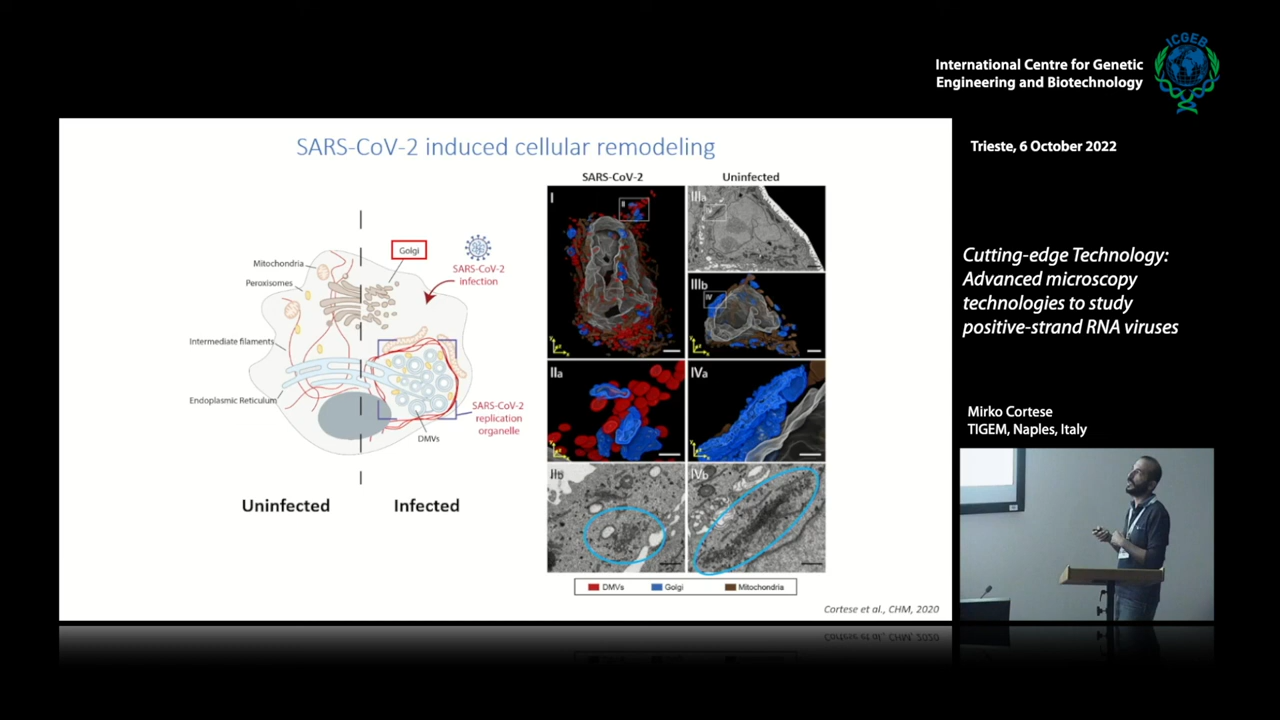 ICGEB
International Centre for Genetic
Engineering and Biotechnology
Trieste, 6 October 2022
Cutting-edge Technology:
Advanced microscopy
technologies to study
positive-strand RNA viruses
Mirko Cortese
TIGEM, Naples, Italy
SARS-CoV-2 induced cellular remodeling
Mitochondria
Peroxisomes
Intermediate filaments
Endoplasmic Reticulum
Golgi
SARS-CoV-2
infection
SARS-CoV-2
replication
organelle
DMVs
Uninfected
Infected
SARS-CoV-2
Uninfected
I
II
IIIa
IV
IIIb
IV
IIa
IVa
IIb
IVb
DMVs
Golgi
Mitochondria
Cortese et al., CHM, 2020